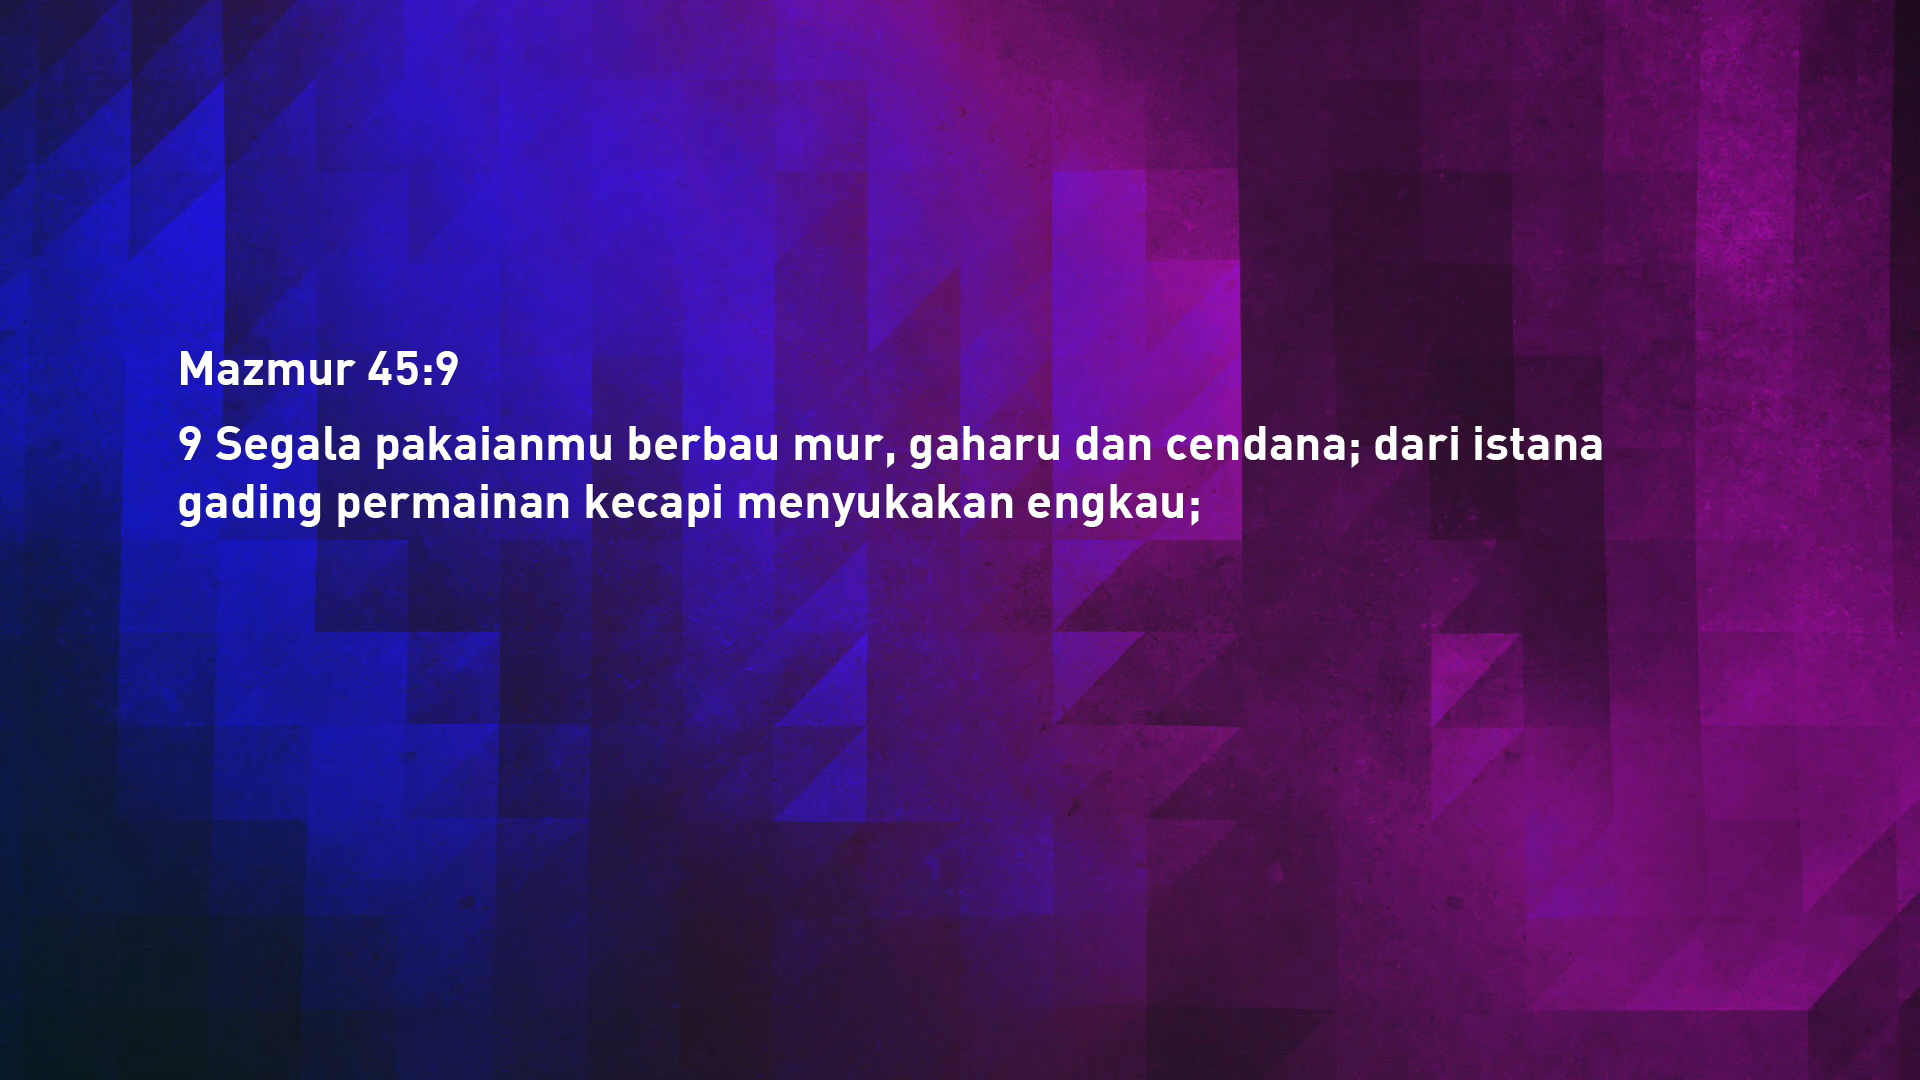 Mazmur 45:9
9 Segala pakaianmu berbau mur, gaharu dan cendana; dari istana
gading permainan kecapi menyukakan engkau;